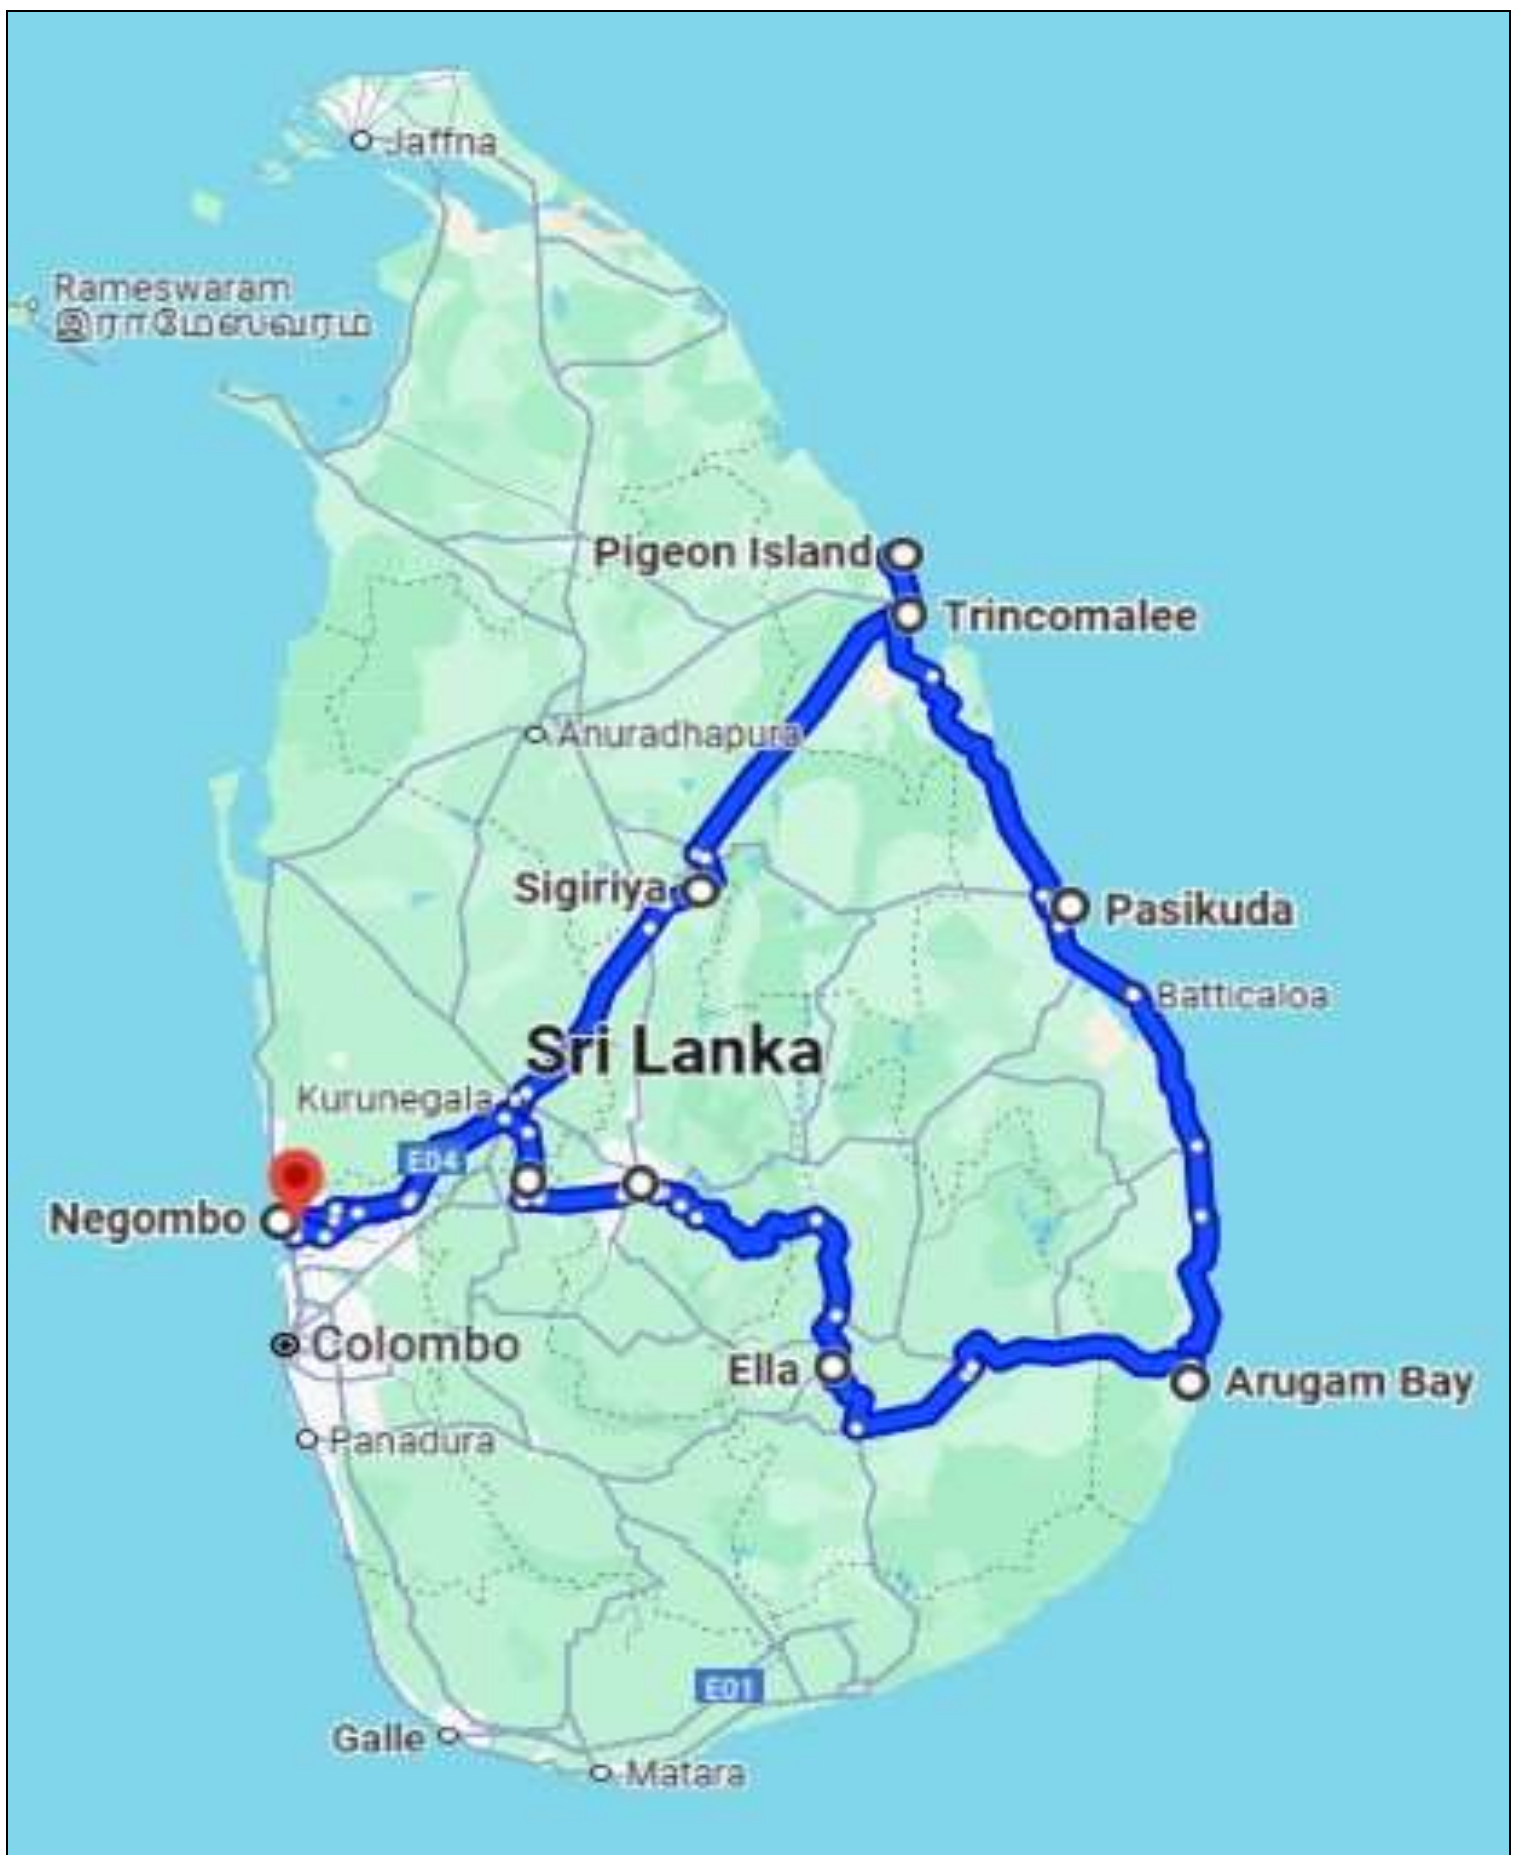 Jaffna
Rameswaram
இராமேஸ்வரம்
Pigeon Island
Trincomalee
Anuradhapura
Sigiriya
Pasikuda
Batticaloa
Sri Lanka
Kurunegala
E04
Negombo
Colombo
Ella
Arugam Bay
Panadura
E01
Galle
Matara